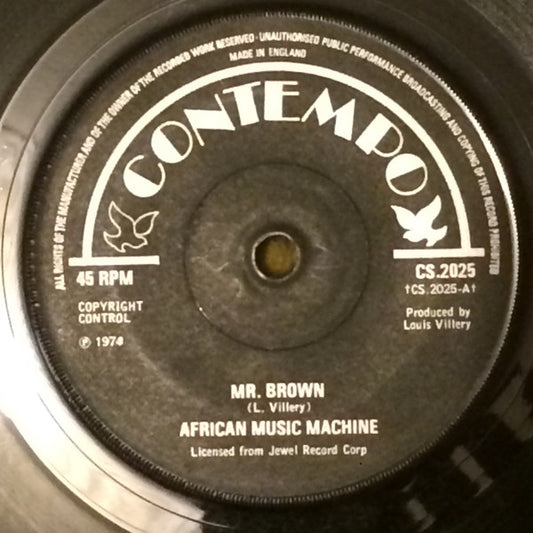 ALL RIGHTS OF THE MANUFACTURER AND OF THE OWNER OF THE RECORDED WORK RESERVED · UNAUTHORISED PUBLIC PERFORMANCE BROADCASTING AND COPYING OF THIS RECORD PROHIBITED
MADE IN ENGLAND
CONTEMPO
45 RPM
COPYRIGHT
CONTROL
℗ 1974
CS.2025
†CS.2025-A†
Produced by
Louis Villery
MR. BROWN
(L. Villery)
AFRICAN MUSIC MACHINE
Licensed from Jewel Record Corp